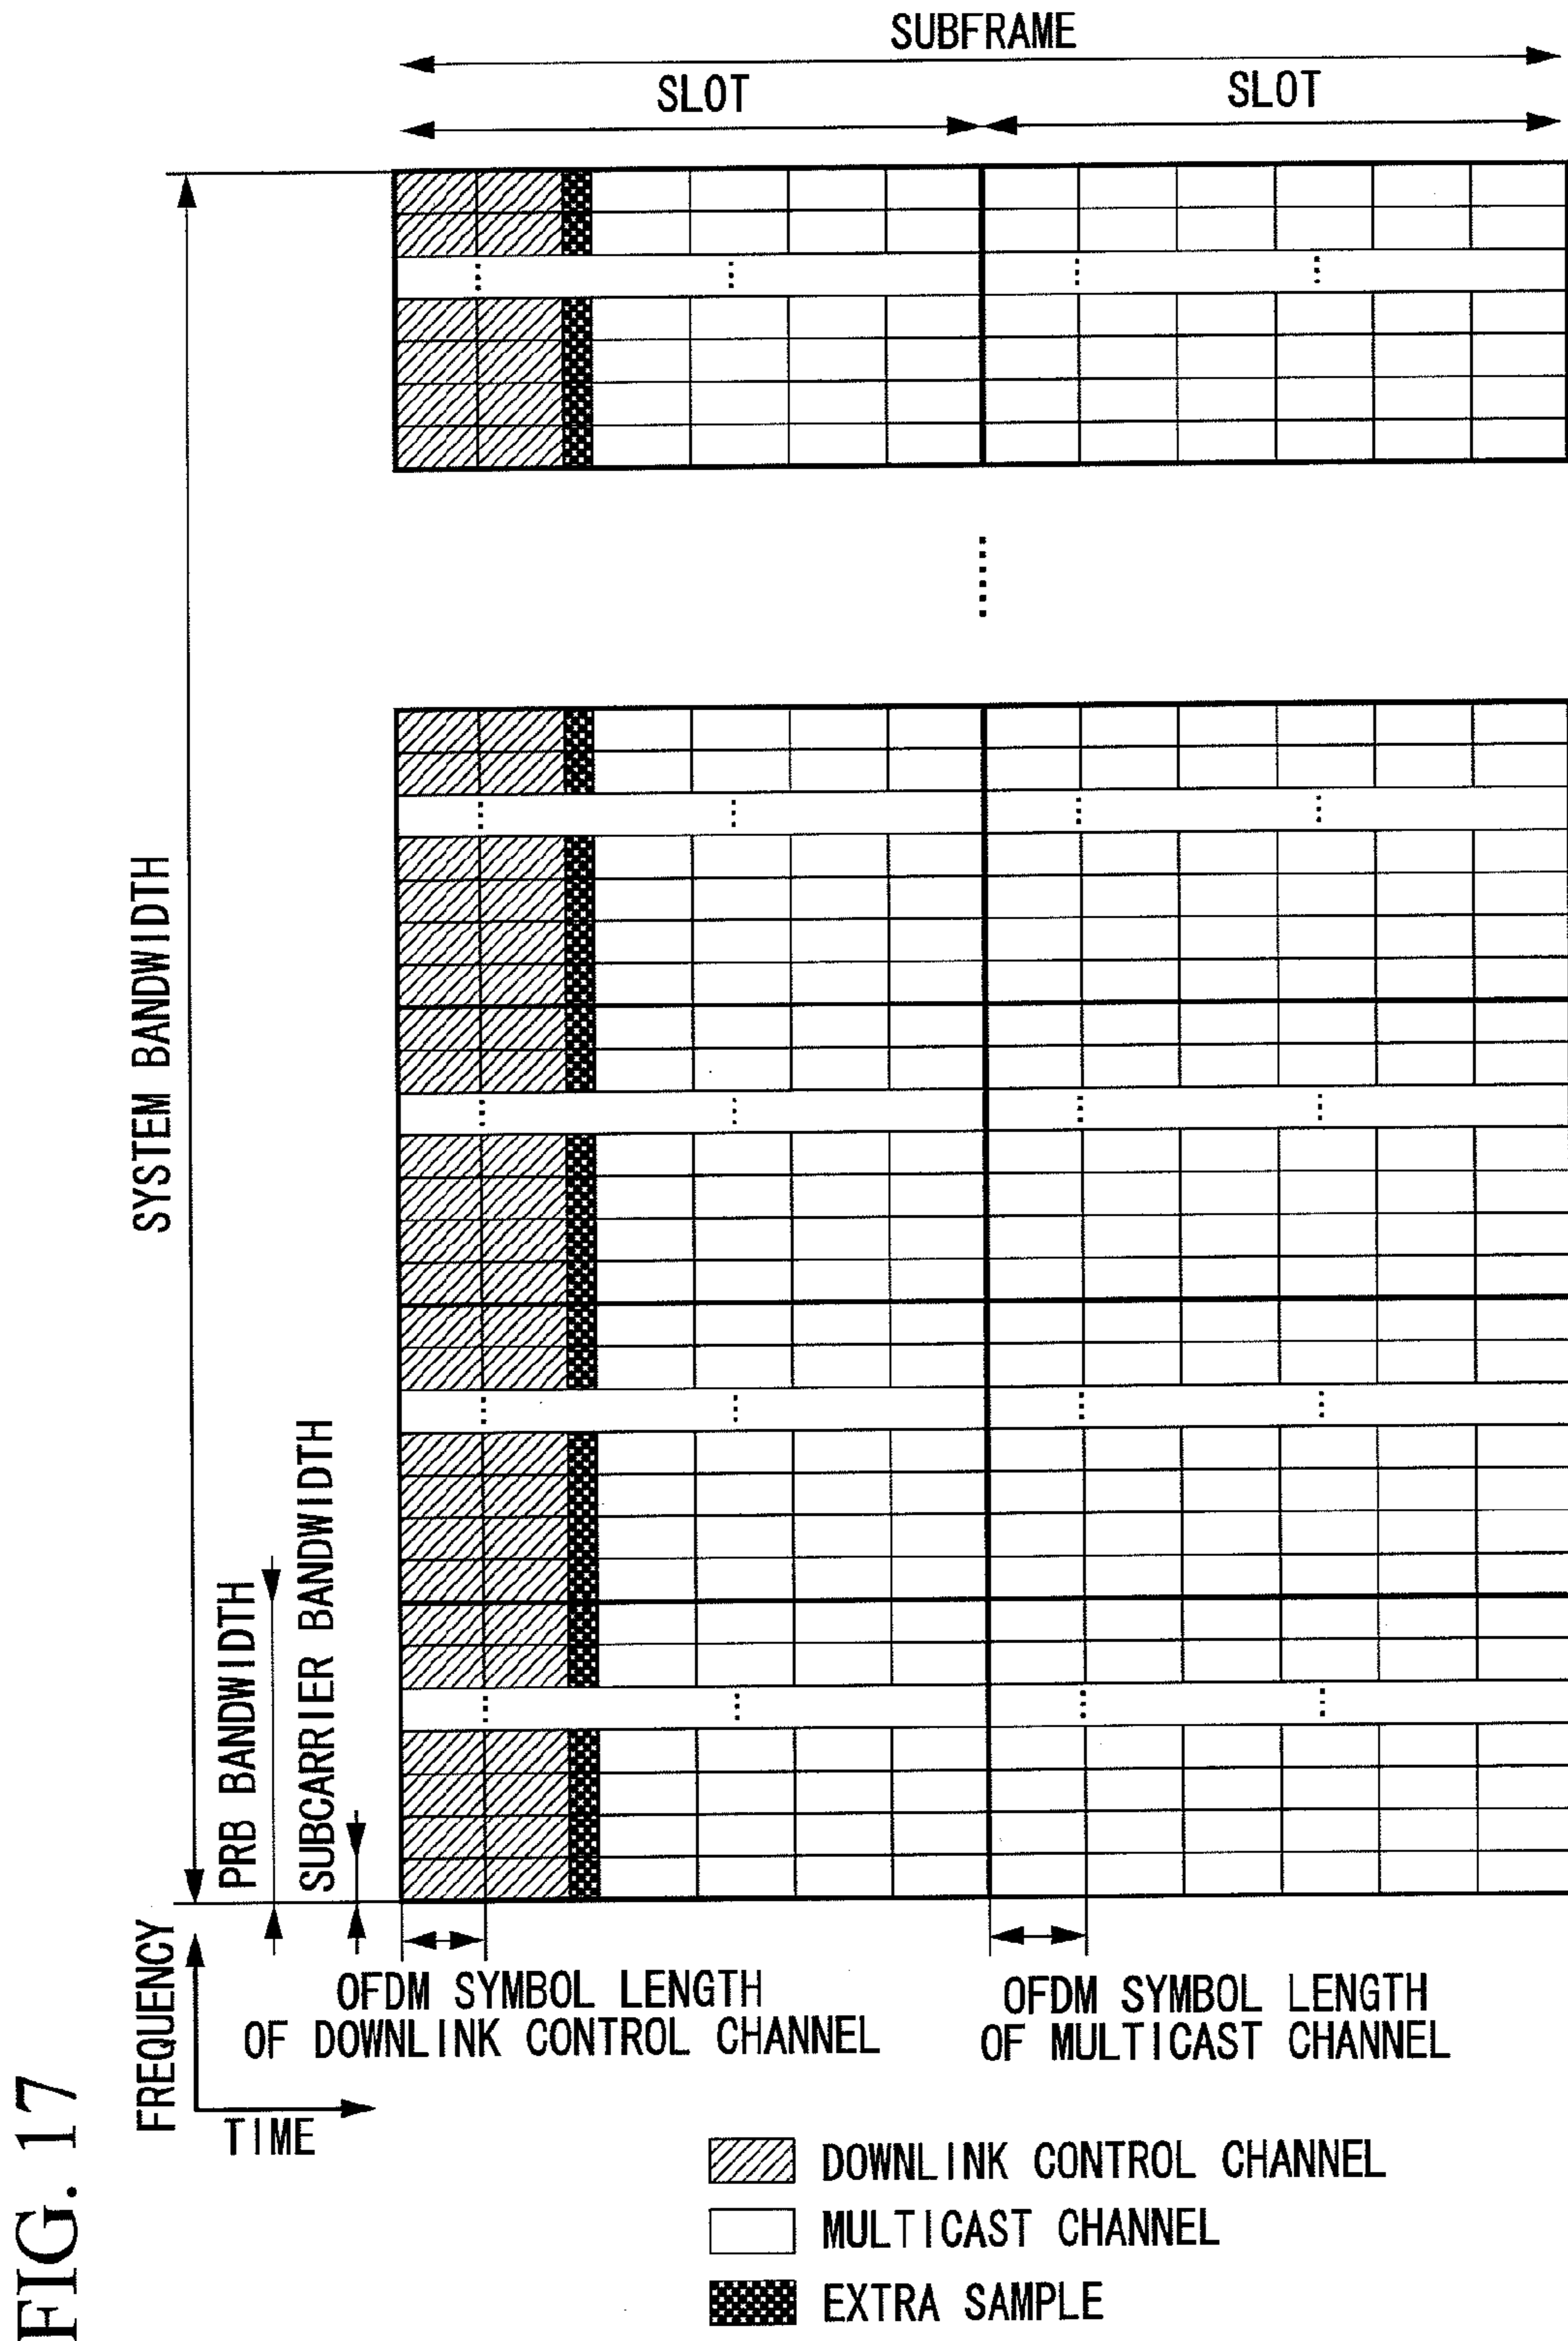 SUBFRAME
SLOT
SLOT
SYSTEM BANDWIDTH
PRB BANDWIDTH
SUBCARRIER BANDWIDTH
FREQUENCY
TIME
OFDM SYMBOL LENGTH
OF DOWNLINK CONTROL CHANNEL
OFDM SYMBOL LENGTH
OF MULTICAST CHANNEL
DOWNLINK CONTROL CHANNEL
MULTICAST CHANNEL
EXTRA SAMPLE
FIG. 17